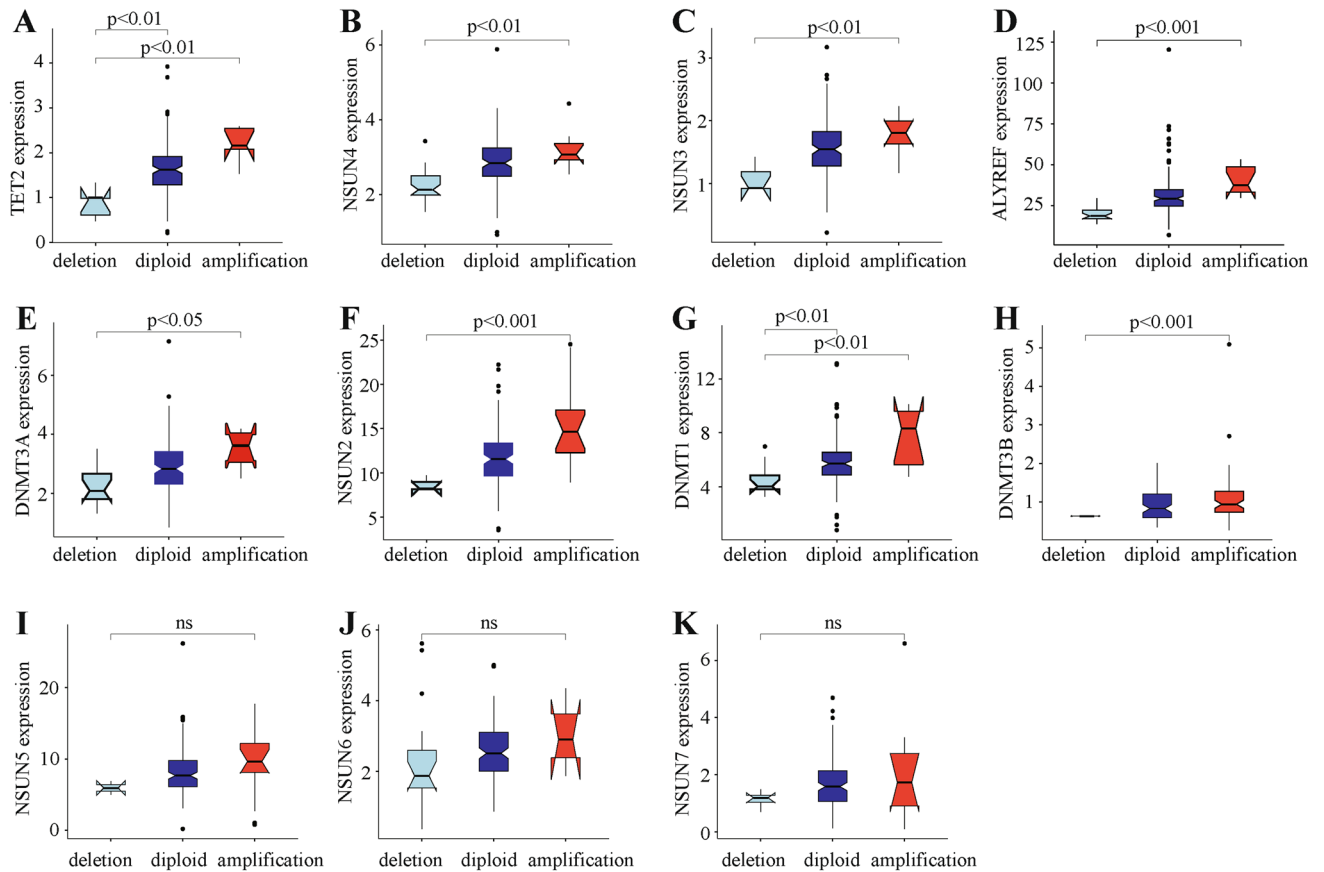 A
p<0.01
p<0.01
TET2 expression
4
3
2
1
0
deletion diploid amplification
B
p<0.01
NSUN4 expression
6
4
2
deletion diploid amplification
C
p<0.01
NSUN3 expression
3
2
1
deletion diploid amplification
D
p<0.001
ALYREF expression
125
100
75
50
25
deletion diploid amplification
E
p<0.05
DNMT3A expression
6
4
2
deletion diploid amplification
F
p<0.001
NSUN2 expression
25
20
15
10
5
deletion diploid amplification
G
p<0.01
p<0.01
DNMT1 expression
12
8
4
deletion diploid amplification
H
p<0.001
DNMT3B expression
5
4
3
2
1
deletion diploid amplification
I
ns
NSUN5 expression
20
10
0
deletion diploid amplification
J
ns
NSUN6 expression
6
4
2
deletion diploid amplification
K
ns
NSUN7 expression
6
4
2
0
deletion diploid amplification